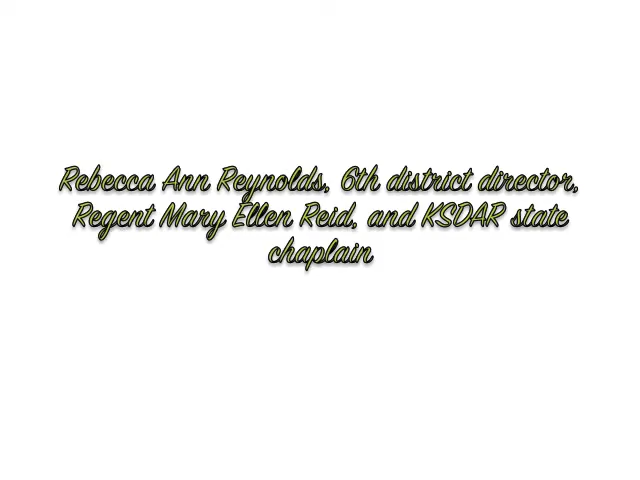 Rebecca Ann Reynolds, 6th district director,
Regent Mary Ellen Reid, and KSDAR state
chaplain